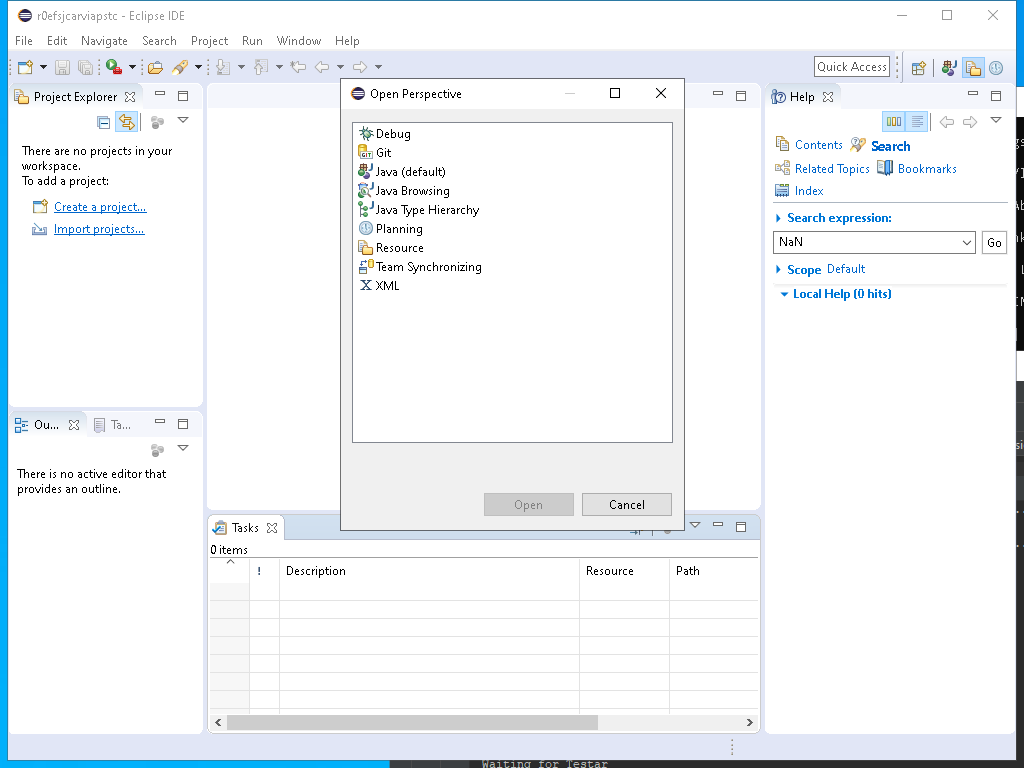 r0efsjcarviapstc - Eclipse IDE
File Edit Navigate Search Project Run Window Help
Quick Access
Project Explorer
There are no projects in your
workspace.
To add a project:
Create a project...
Import projects...
Ou...
Ta...
There is no active editor that
provides an outline.
Open Perspective
Debug
Git
Java (default)
Java Browsing
Java Type Hierarchy
Planning
Resource
Team Synchronizing
XML
Open
Cancel
Tasks
0 items
! Description Resource Path
Help
Contents Search
Related Topics Bookmarks
Index
Search expression:
NaN
Go
Scope Default
Local Help (0 hits)
Waiting for Testar